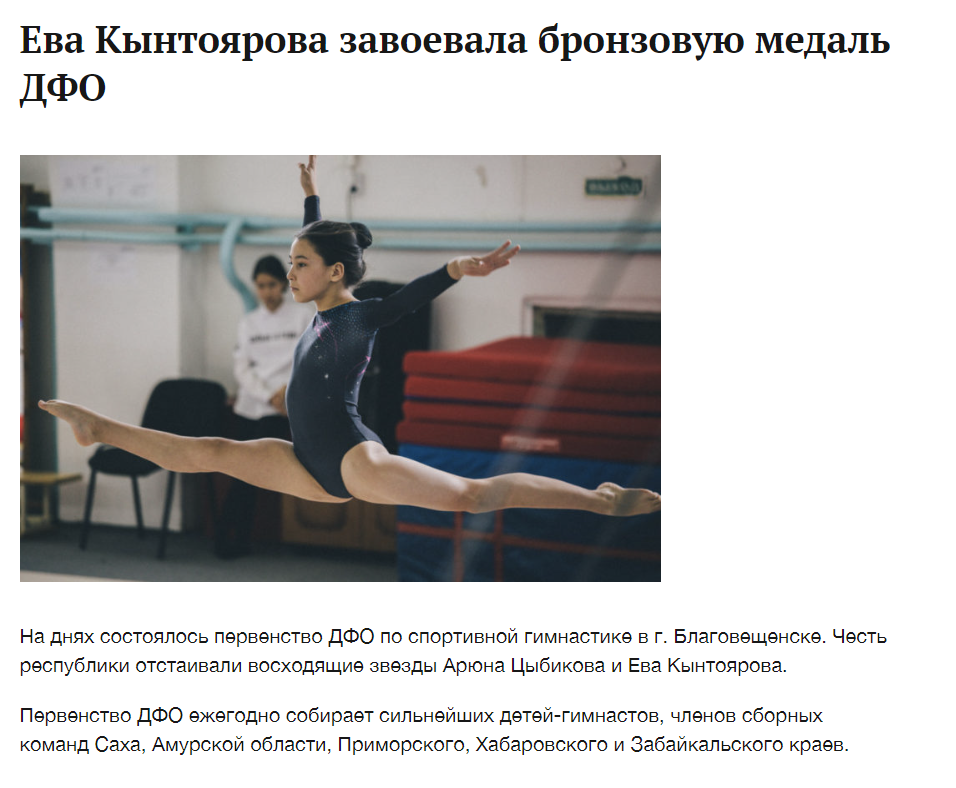 Ева Кынтоярова завоевала бронзовую медаль
ДФО
ВЫХОД
На днях состоялось первенство ДФО по спортивной гимнастике в г. Благовещенске. Честь
республики отстаивали восходящие звезды Арюна Цыбикова и Ева Кынтоярова.
Первенство ДФО ежегодно собирает сильнейших детей-гимнастов, членов сборных
команд Саха, Амурской области, Приморского, Хабаровского и Забайкальского краев.